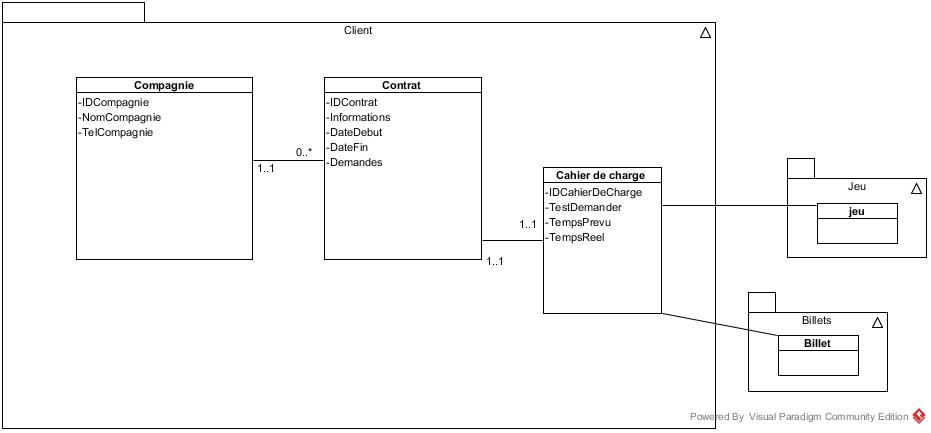 Client
Compagnie
-IDCompagnie
-NomCompagnie
-TelCompagnie
1..1
0..*
Contrat
-IDContrat
-Informations
-DateDebut
-DateFin
-Demandes
1..1
1..1
Cahier de charge
-IDCahierDeCharge
-TestDemander
-TempsPrevu
-TempsReel
Jeu
jeu
Billets
Billet
Powered By Visual Paradigm Community Edition